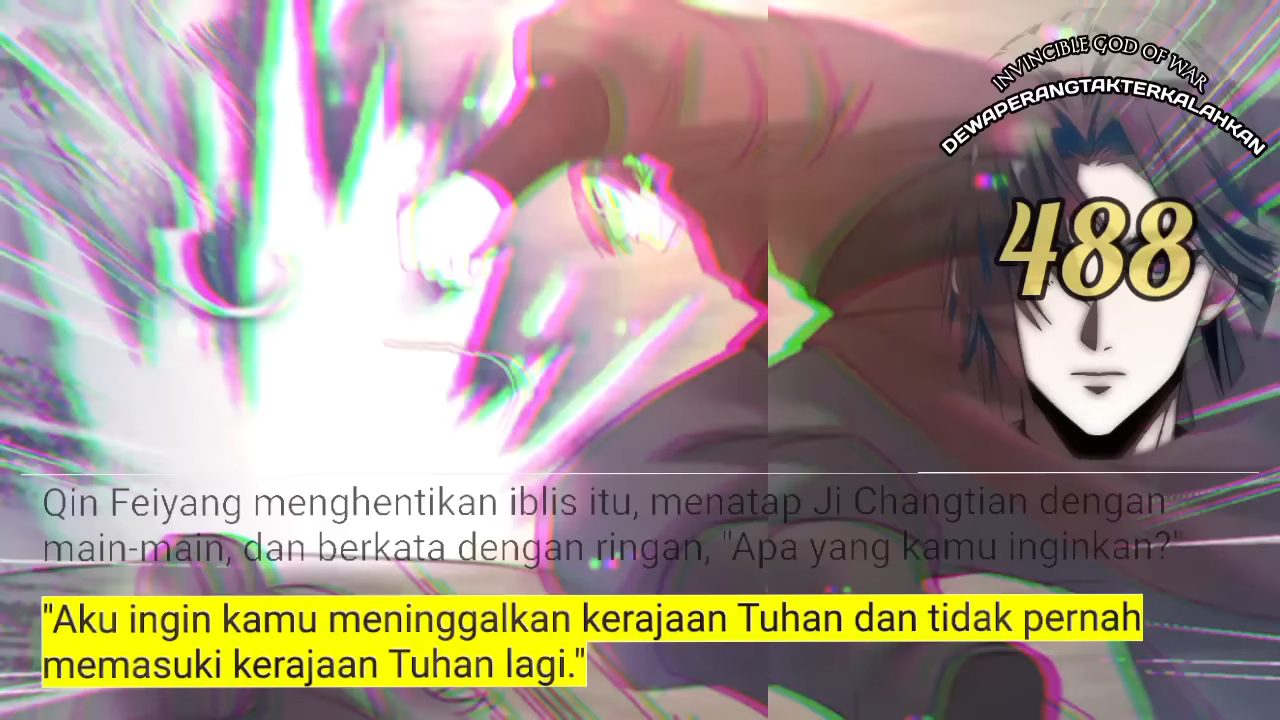 INVINCIBLE GOD OF WAR
DEWAPERANGTAKTERKALAHKAN
488
Qin Feiyang menghentikan iblis itu, menatap Ji Changtian dengan
main-main, dan berkata dengan ringan, "Apa yang kamu inginkan?"
"Aku ingin kamu meninggalkan kerajaan Tuhan dan tidak pernah
memasuki kerajaan Tuhan lagi."